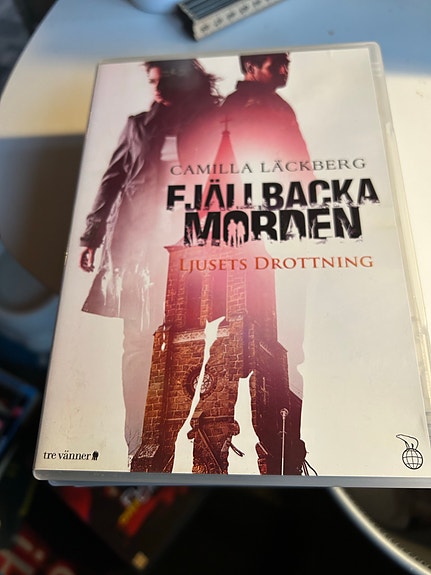 CAMILLA LÄCKBERG
FJÄLLBACKA
MORDEN
LJUSETS DROTTNING
tre vänner